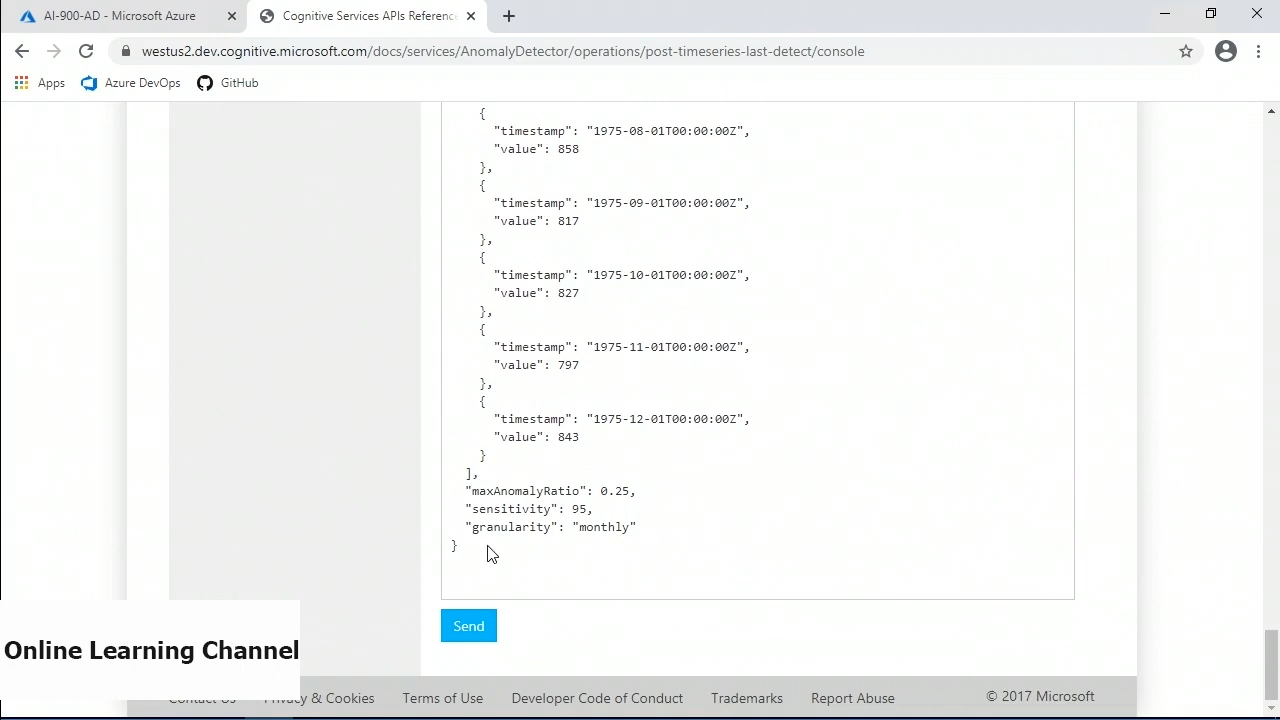 AI-900-AD - Microsoft Azure
Cognitive Services APIs Reference
westus2.dev.cognitive.microsoft.com/docs/services/AnomalyDetector/operations/post-timeseries-last-detect/console
Apps
Azure DevOps
GitHub
{
"timestamp": "1975-08-01T00:00:00Z",
"value": 858
},
{
"timestamp": "1975-09-01T00:00:00Z",
"value": 817
},
{
"timestamp": "1975-10-01T00:00:00Z",
"value": 827
},
{
"timestamp": "1975-11-01T00:00:00Z",
"value": 797
},
{
"timestamp": "1975-12-01T00:00:00Z",
"value": 843
}
],
"maxAnomalyRatio": 0.25,
"sensitivity": 95,
"granularity": "monthly"
}
Send
Online Learning Channel
Contact Us
Privacy & Cookies
Terms of Use
Developer Code of Conduct
Trademarks
Report Abuse
© 2017 Microsoft